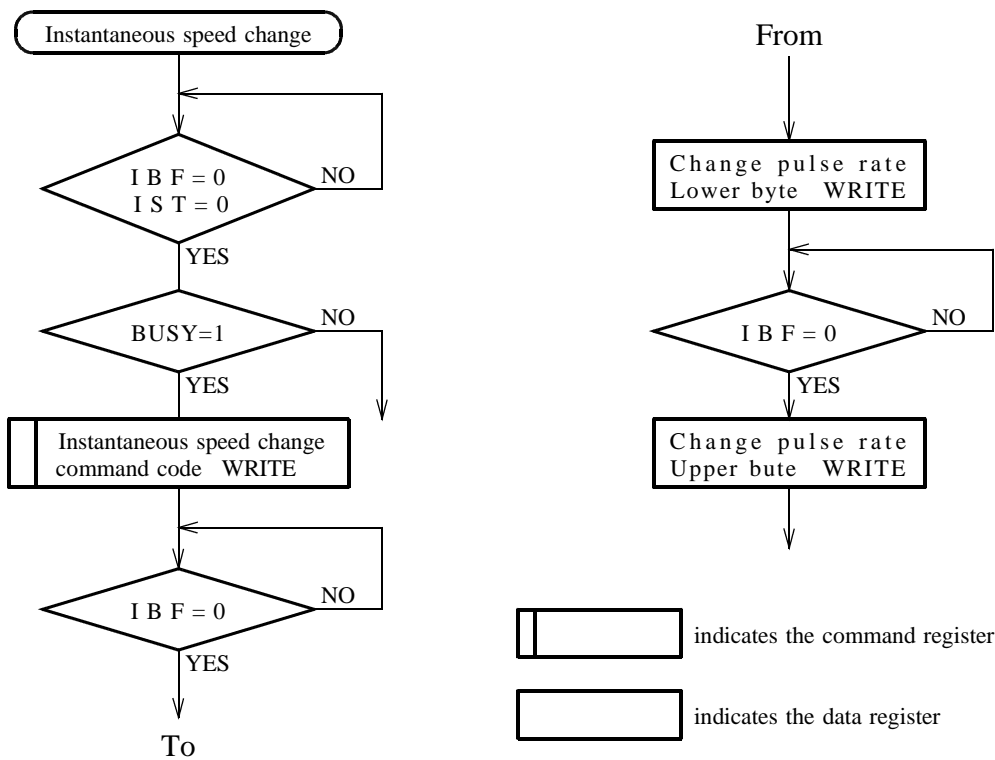 Instantaneous speed change
I B F = 0
I S T = 0
NO
YES
BUSY=1
NO
YES
Instantaneous speed change
command code WRITE
I B F = 0
NO
YES
To
From
Change pulse rate
Lower byte WRITE
I B F = 0
NO
YES
Change pulse rate
Upper bute WRITE
indicates the command register
indicates the data register